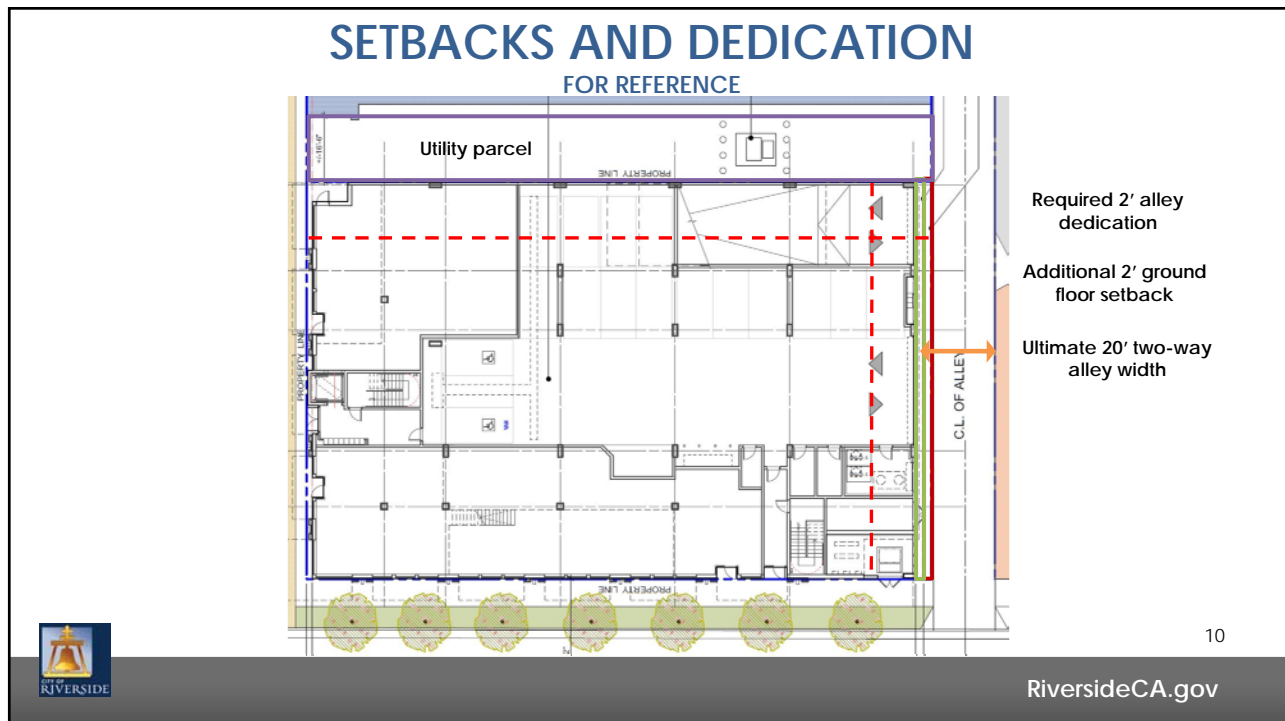 SETBACKS AND DEDICATION
FOR REFERENCE
Utility parcel
PROPERTY LINE
Required 2' alley
dedication
Additional 2' ground
floor setback
Ultimate 20' two-way
alley width
PROPERTY LINE
C.L. OF ALLEY
PROPERTY LINE
10
CITY OF
RIVERSIDE
RiversideCA.gov